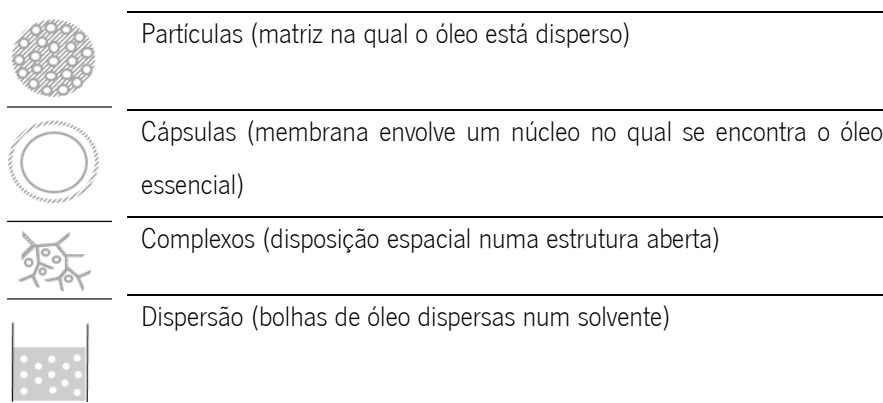 Partículas (matriz na qual o óleo está disperso)
Cápsulas (membrana envolve um núcleo no qual se encontra o óleo
essencial)
Complexos (disposição espacial numa estrutura aberta)
Dispersão (bolhas de óleo dispersas num solvente)